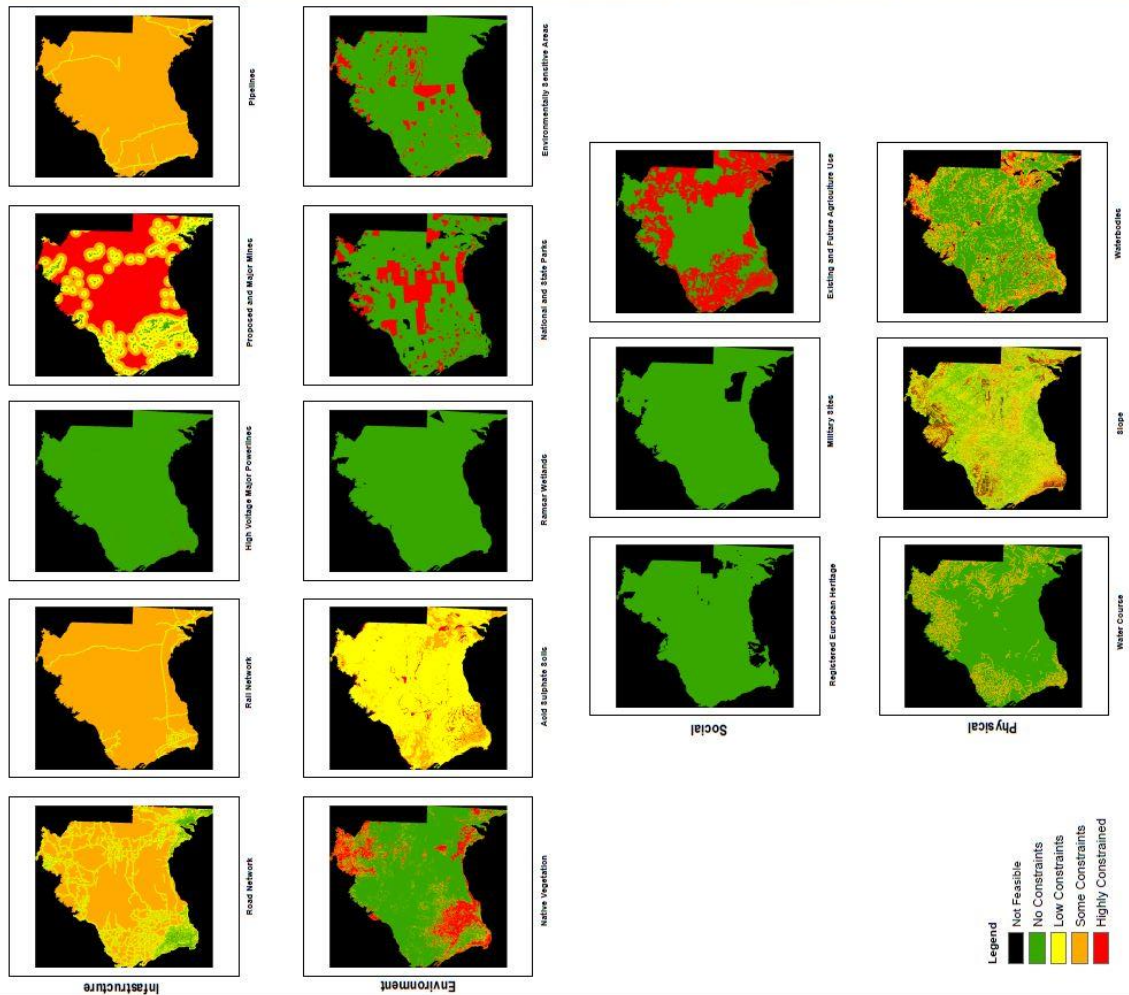 Infrastructure
Road Network
Rail Network
High Voltage Major Powerlines
Proposed and Major Mines
Pipelines
Environment
Native Vegetation
Acid Sulphate Soils
Ramsar Wetlands
National and State Parks
Environmentally Sensitive Areas
Social
Registered European Heritage
Military Sites
Existing and Future Agriculture Use
Physical
Water Course
Slope
Waterbodies
Legend
Not Feasible
No Constraints
Low Constraints
Some Constraints
Highly Constrained